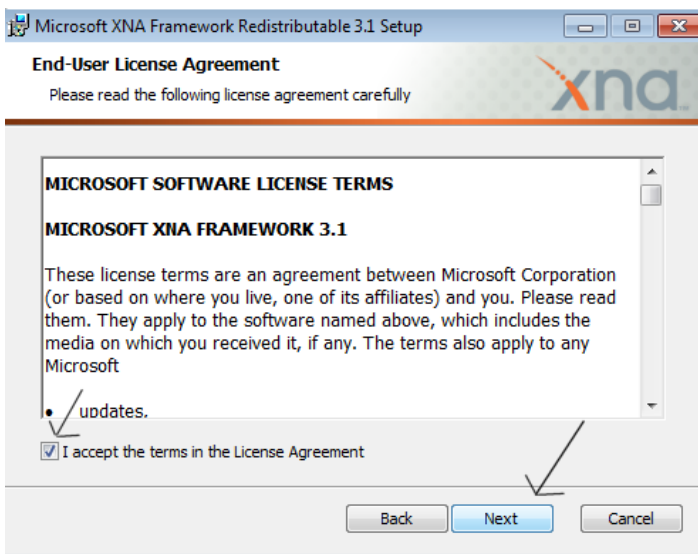 Microsoft XNA Framework Redistributable 3.1 Setup
End-User License Agreement
Please read the following license agreement carefully
xna
MICROSOFT SOFTWARE LICENSE TERMS
MICROSOFT XNA FRAMEWORK 3.1
These license terms are an agreement between Microsoft Corporation
(or based on where you live, one of its affiliates) and you. Please read
them. They apply to the software named above, which includes the
media on which you received it, if any. The terms also apply to any
Microsoft
• updates,
I accept the terms in the License Agreement
Back Next Cancel